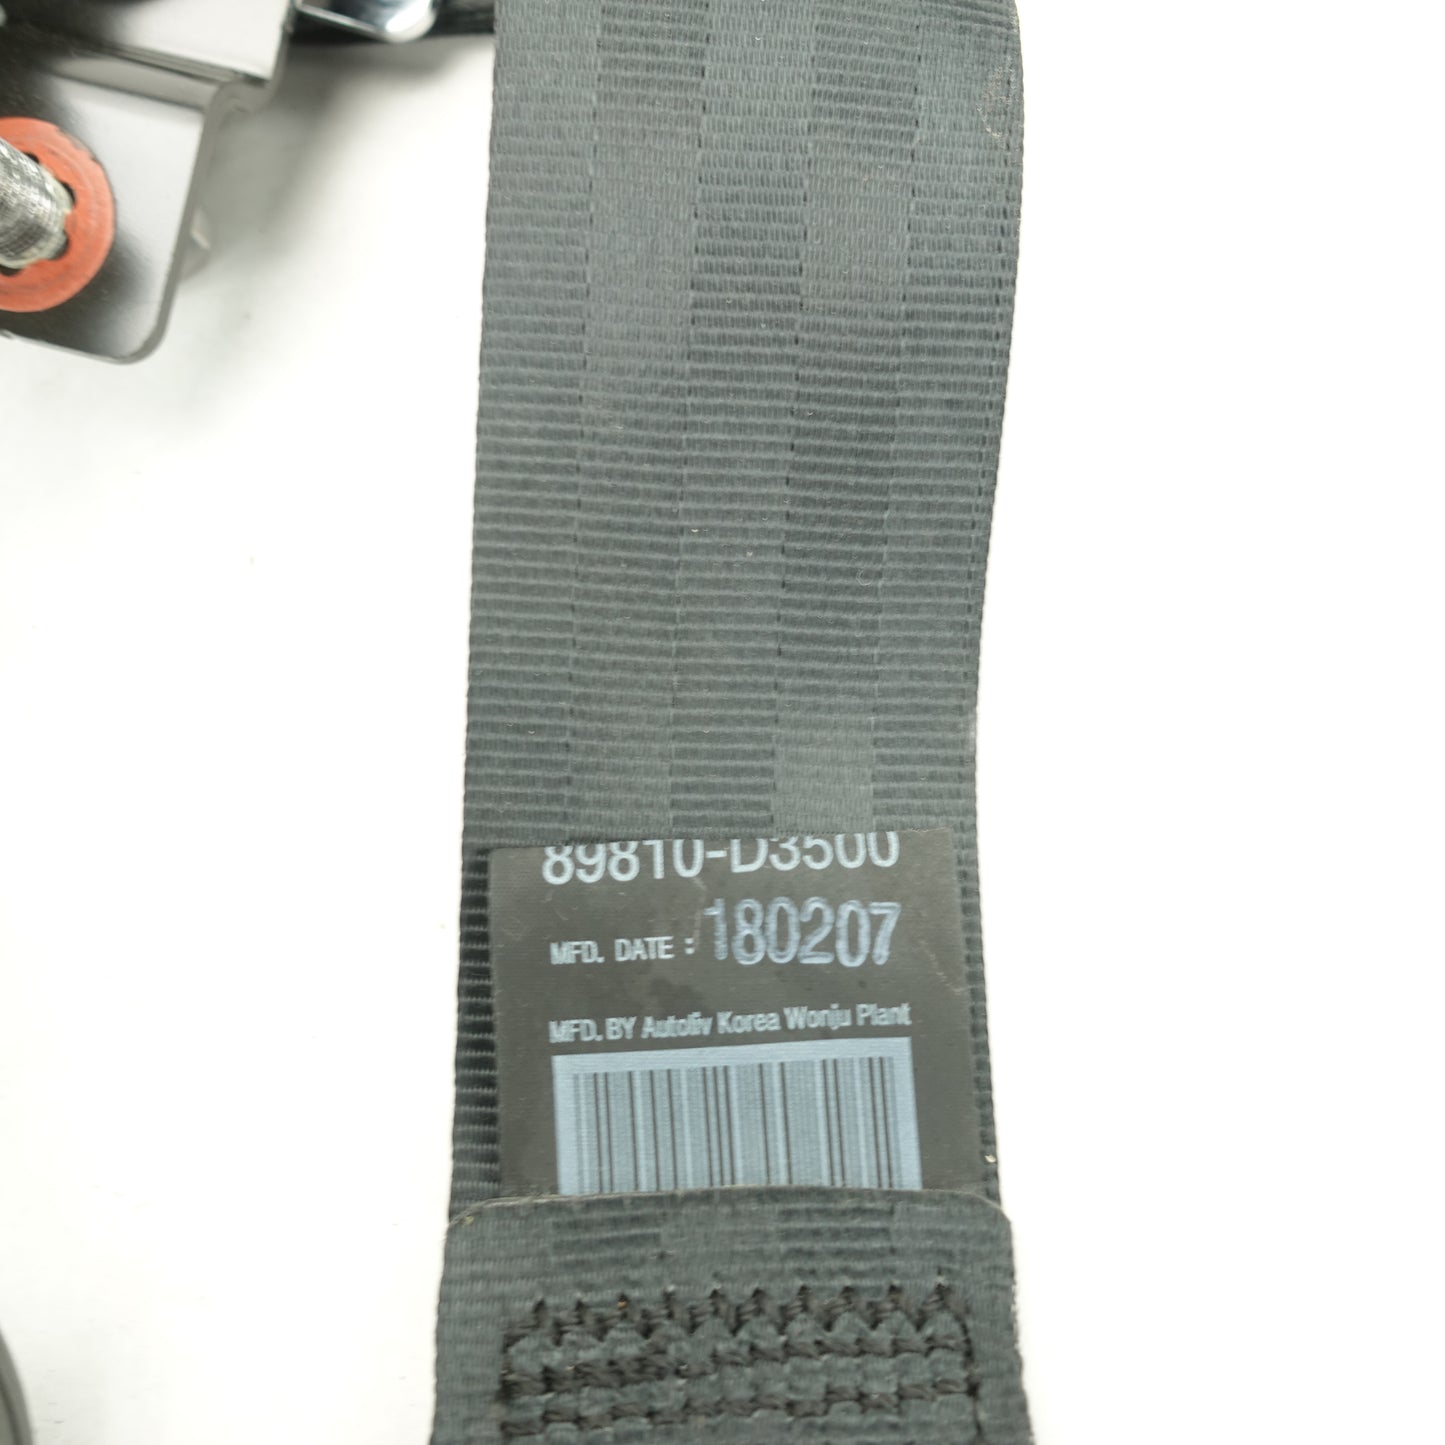 89810-D3500
MFD. DATE : 180207
MFD. BY Autoliv Korea Wonju Plant